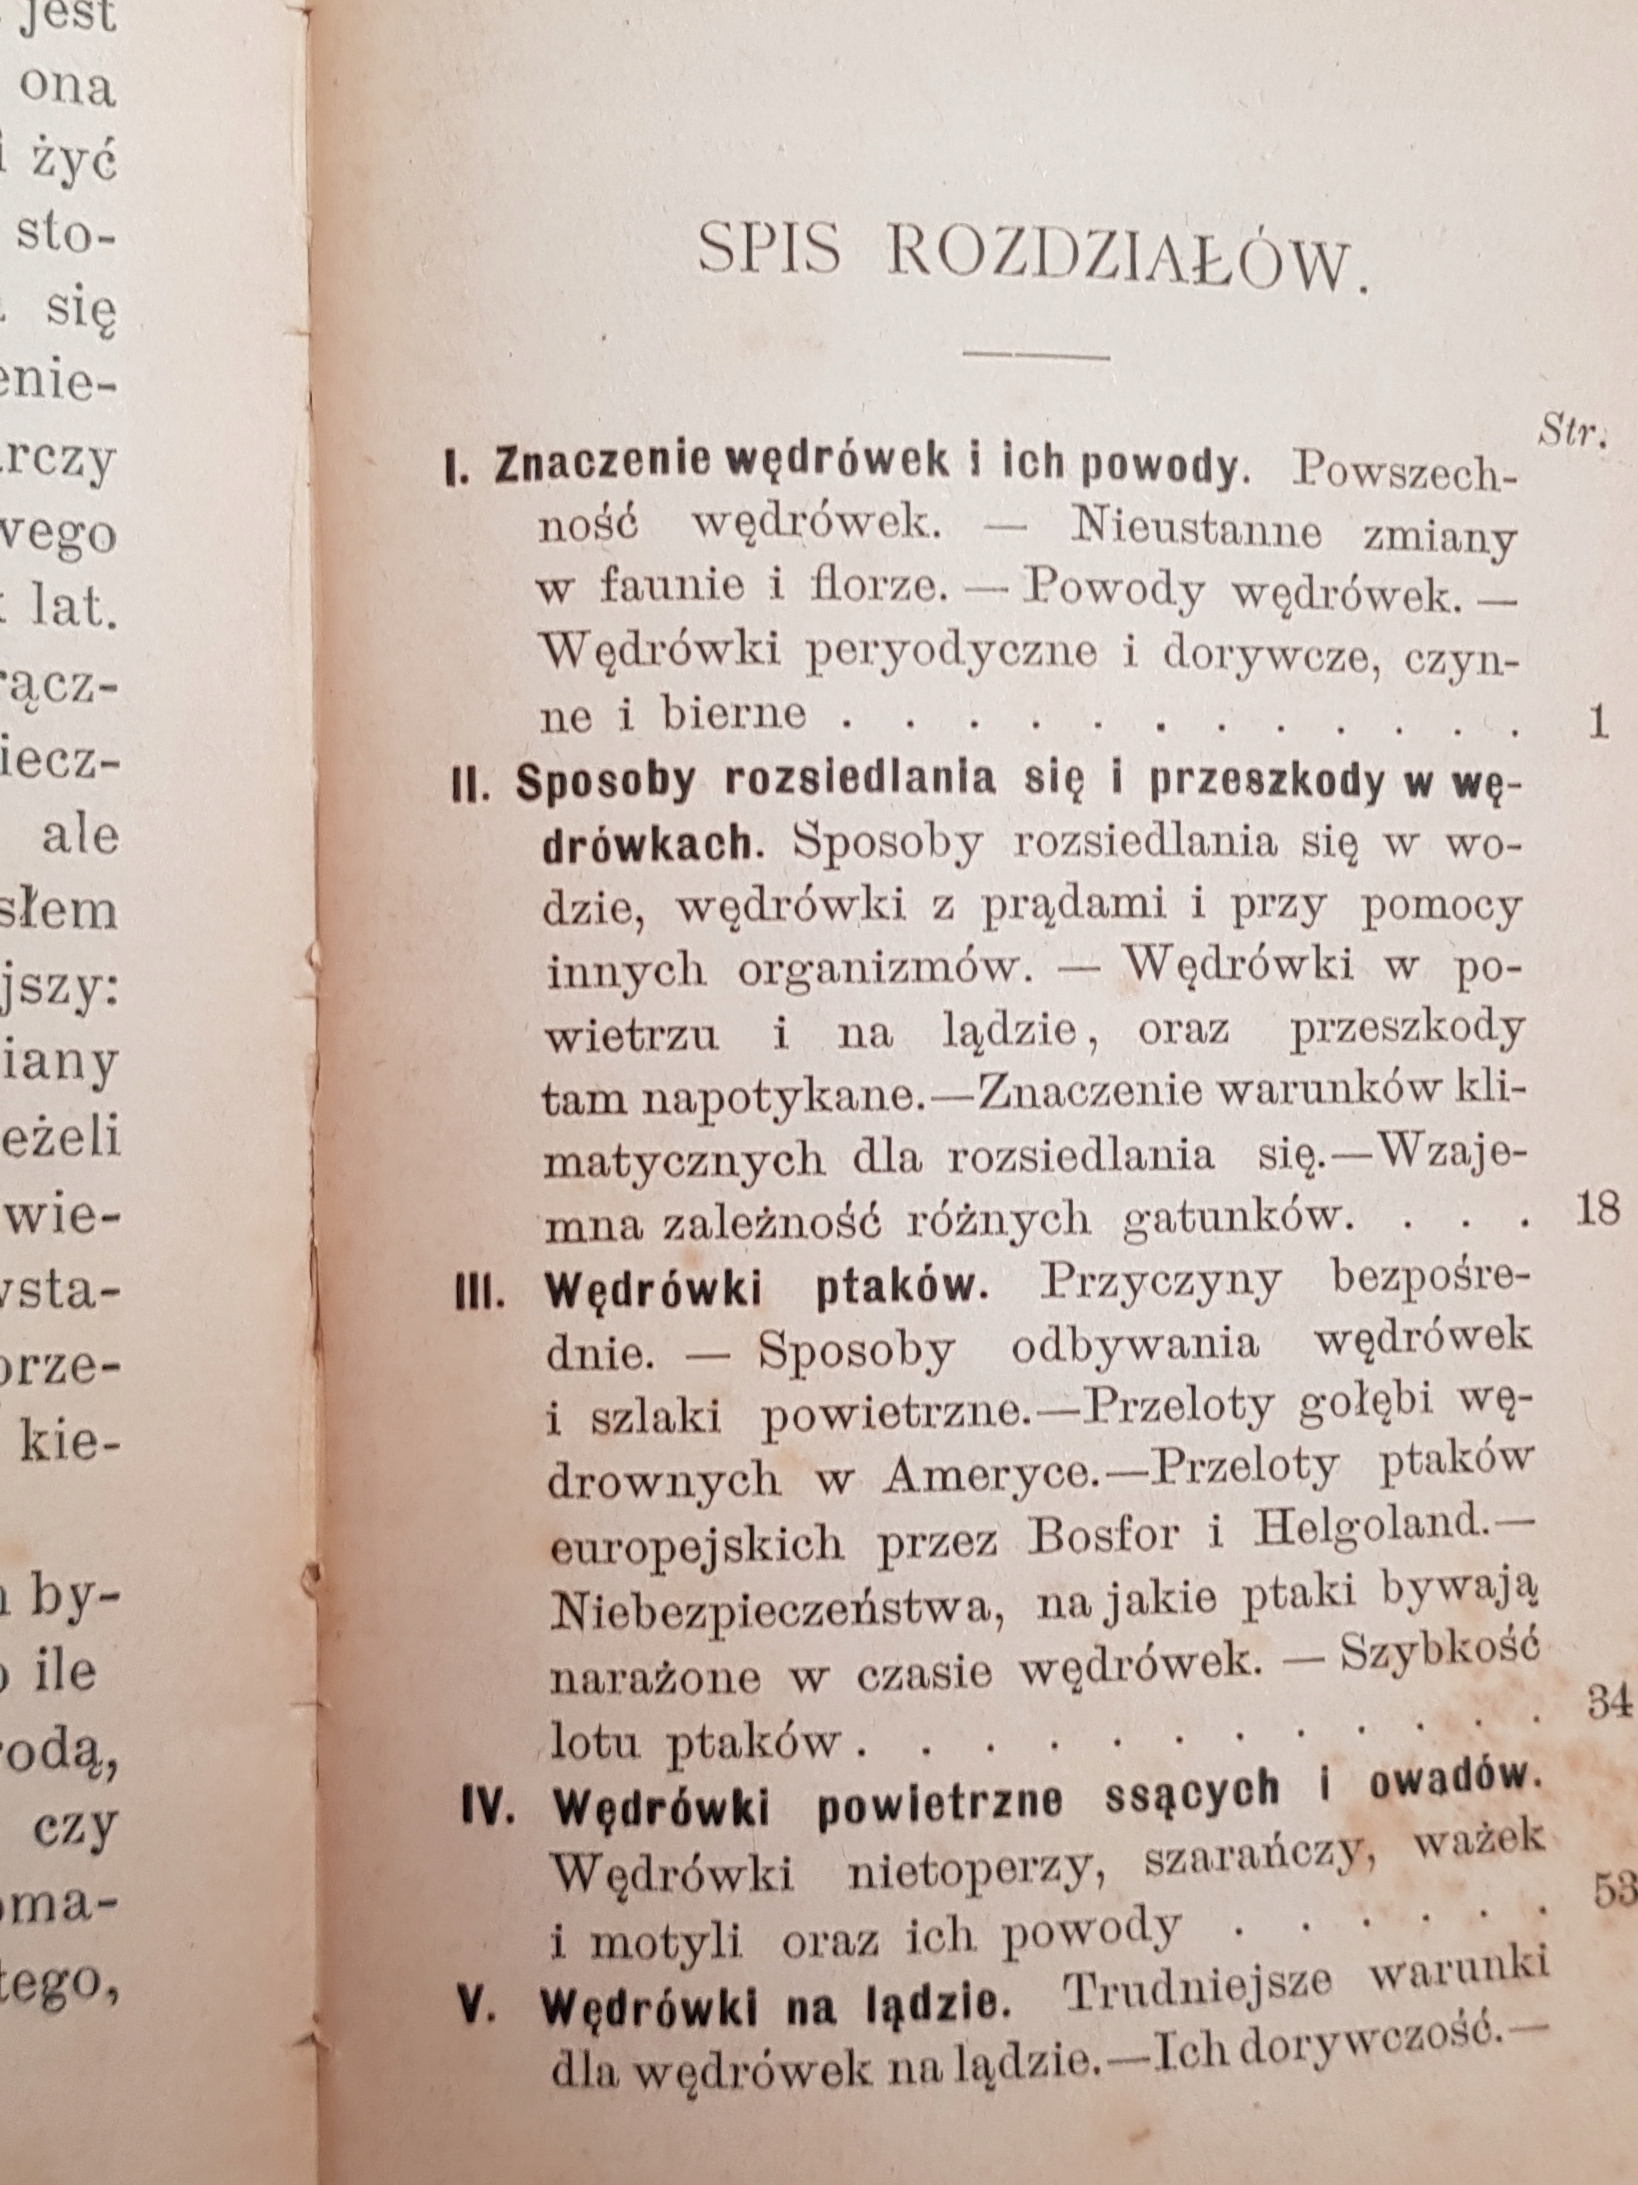 jest
ona
i żyć
sto-
się
enie-
rczy
wego
lat.
rącz-
iecz-
ale
słem
jszy:
iany
eżeli
wie-
wsta-
orze-
kie-
by-
ile
rodą,
czy
oma-
tego,
SPIS ROZDZIAŁÓW.
Str.
I. Znaczenie wędrówek i ich powody. Powszech-
ność wędrówek. — Nieustanne zmiany
w faunie i florze. — Powody wędrówek. —
Wędrówki peryodyczne i dorywcze, czyn-
ne i bierne . . . . . . . . . . . . 1
II. Sposoby rozsiedlania się i przeszkody w wę-
drówkach. Sposoby rozsiedlania się w wo-
dzie, wędrówki z prądami i przy pomocy
innych organizmów. — Wędrówki w po-
wietrzu i na lądzie, oraz przeszkody
tam napotykane.—Znaczenie warunków kli-
matycznych dla rozsiedlania się.—Wzaje-
mna zależność różnych gatunków. . . . 18
III. Wędrówki ptaków. Przyczyny bezpośre-
dnie. — Sposoby odbywania wędrówek
i szlaki powietrzne.—Przeloty gołębi wę-
drownych w Ameryce.—Przeloty ptaków
europejskich przez Bosfor i Helgoland.—
Niebezpieczeństwa, na jakie ptaki bywają
narażone w czasie wędrówek. — Szybkość
lotu ptaków . . . . . . . . . . . . 34
IV. Wędrówki powietrzne ssących i owadów.
Wędrówki nietoperzy, szarańczy, ważek
i motyli oraz ich powody . . . . . . 53
V. Wędrówki na lądzie. Trudniejsze warunki
dla wędrówek na lądzie.—Ich dorywczość.—